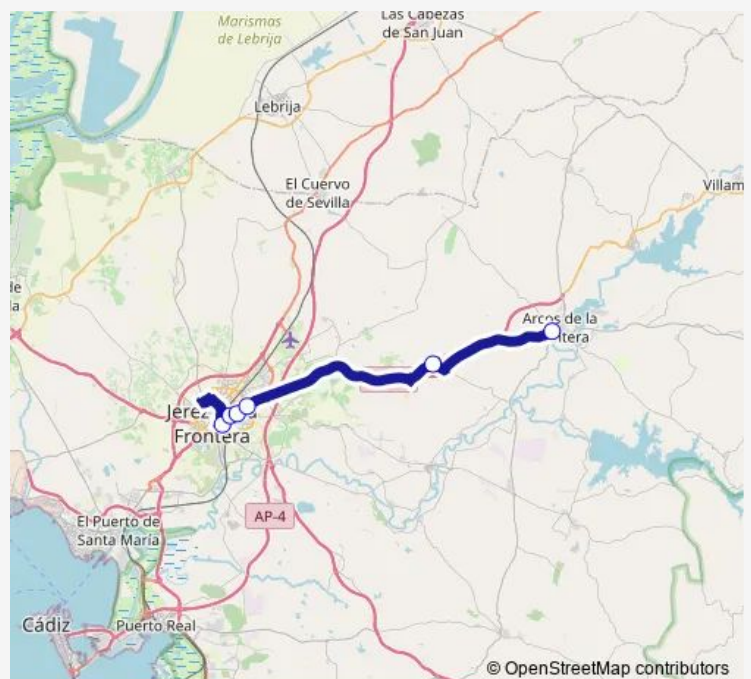 Las Cabezas
de San Juan
Marismas
de Lebrija
Lebrija
El Cuervo
de Sevilla
Villam
de
Arcos de la
tera
Jerez
Frontera
AP-4
El Puerto de
Santa María
Cádiz
Puerto Real
© OpenStreetMap contributors